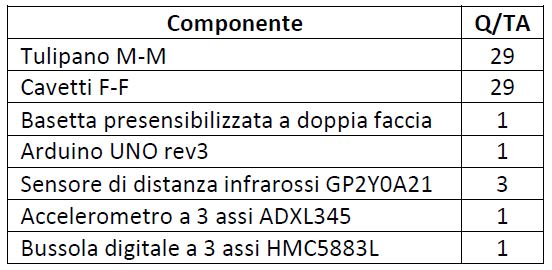 Componente Q/TA
Tulipano M-M 29
Cavetti F-F 29
Basetta presensibilizzata a doppia faccia 1
Arduino UNO rev3 1
Sensore di distanza infrarossi GP2Y0A21 3
Accelerometro a 3 assi ADXL345 1
Bussola digitale a 3 assi HMC5883L 1